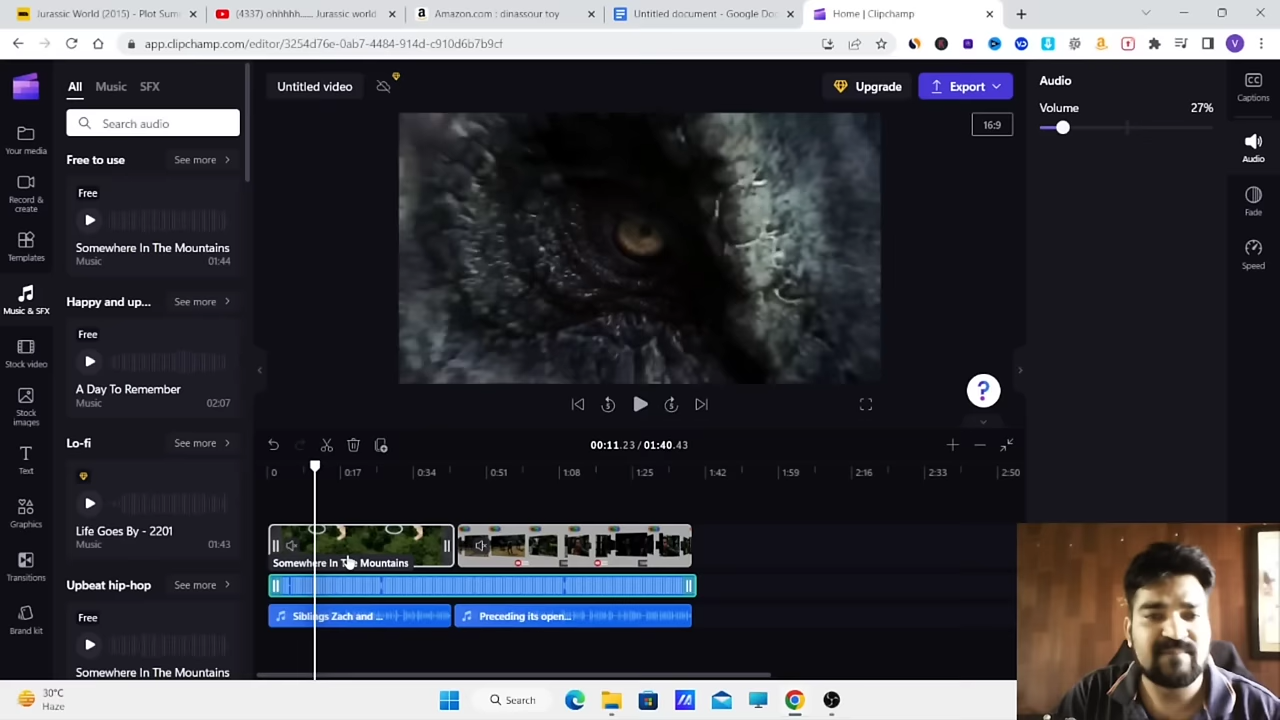 Jurassic World (2015) - Plot Sum
(4337) ohhhhh..... Jurassic world
Amazon.com : dinassour toy
Untitled document - Google Doc
Home | Clipchamp
app.clipchamp.com/editor/3254d76e-0ab7-4484-914d-c910d6b7b9cf
V
All
Music
SFX
Untitled video
Upgrade
Export
Audio
Captions
Search audio
16:9
Volume
27%
Your media
Free to use
See more
Audio
Free
Record & create
Somewhere In The Mountains
Music
01:44
Fade
Templates
Music & SFX
Happy and up...
See more
Speed
Free
Stock video
A Day To Remember
Music
02:07
Stock images
Lo-fi
See more
00:11.23 / 01:40.43
Text
0
0:17
0:34
0:51
1:08
1:25
1:42
1:59
2:16
2:33
2:50
Graphics
Life Goes By - 2201
Music
01:43
Somewhere In The Mountains
Transitions
Upbeat hip-hop
See more
Siblings Zach and ...
Preceding its open...
Brand kit
Free
Somewhere In The Mountains
30°C
Haze
Search